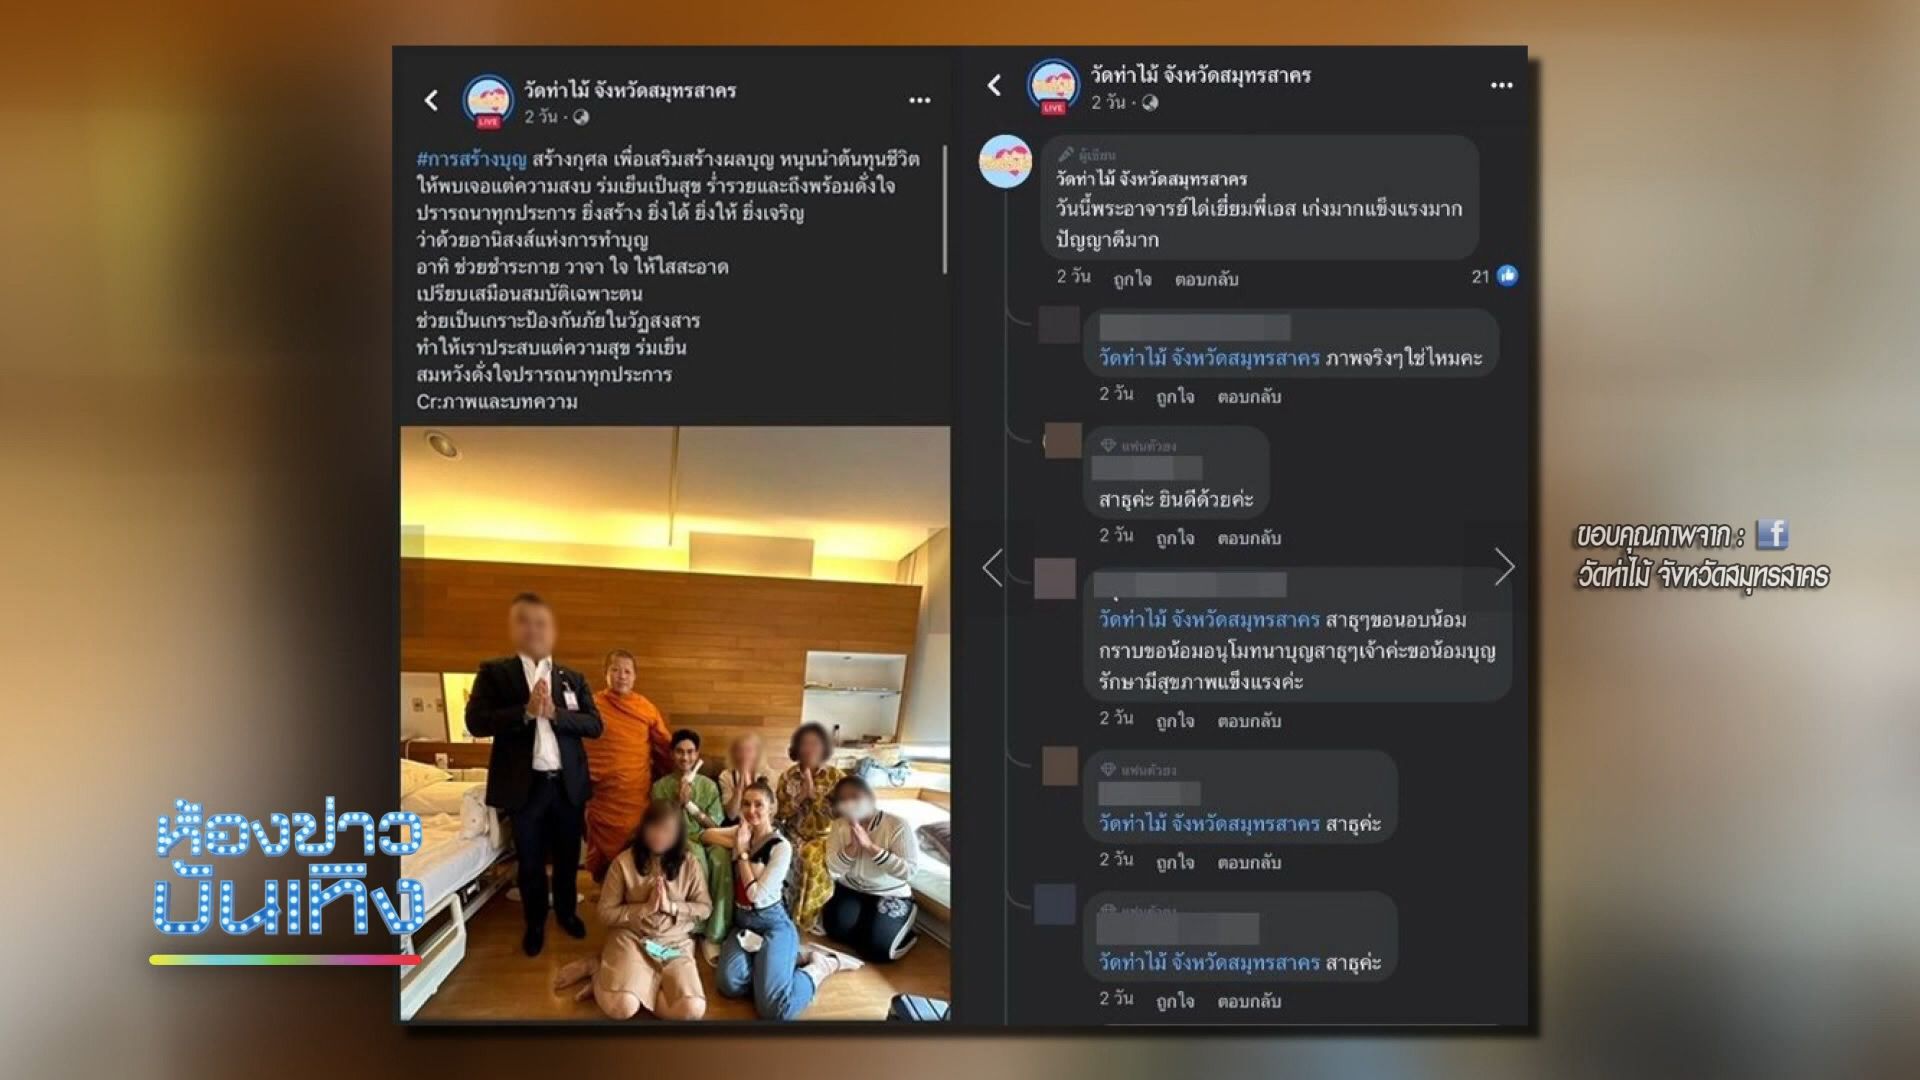 วัดท่าไม้ จังหวัดสมุทรสาคร
LIVE
2 วัน ·
#การสร้างบุญ สร้างกุศล เพื่อเสริมสร้างผลบุญ หนุนนำต้นทุนชีวิต
ให้พบเจอแต่ความสงบ ร่มเย็นเป็นสุข ร่ำรวยและถึงพร้อมดั่งใจ
ปรารถนาทุกประการ ยิ่งสร้าง ยิ่งได้ ยิ่งให้ ยิ่งเจริญ
ว่าด้วยอานิสงส์แห่งการทำบุญ
อาทิ ช่วยชำระกาย วาจา ใจ ให้ใสสะอาด
เปรียบเสมือนสมบัติเฉพาะตน
ช่วยเป็นเกราะป้องกันภัยในวัฏสงสาร
ทำให้เราประสบแต่ความสุข ร่มเย็น
สมหวังดั่งใจปรารถนาทุกประการ
Cr:ภาพและบทความ
วัดท่าไม้ จังหวัดสมุทรสาคร
LIVE
2 วัน ·
ผู้เขียน
วัดท่าไม้ จังหวัดสมุทรสาคร
วันนี้พระอาจารย์ได่เยี่ยมพี่เอส เก่งมากแข็งแรงมาก
ปัญญาดีมาก
2 วัน ถูกใจ ตอบกลับ 21
วัดท่าไม้ จังหวัดสมุทรสาคร ภาพจริงๆใช่ไหมคะ
2 วัน ถูกใจ ตอบกลับ
แฟนตัวยง
สาธุค่ะ ยินดีด้วยค่ะ
2 วัน ถูกใจ ตอบกลับ
วัดท่าไม้ จังหวัดสมุทรสาคร สาธุๆขอนอบน้อม
กราบขอน้อมอนุโมทนาบุญสาธุๆเจ้าค่ะขอน้อมบุญ
รักษามีสุขภาพแข็งแรงค่ะ
2 วัน ถูกใจ ตอบกลับ
แฟนตัวยง
วัดท่าไม้ จังหวัดสมุทรสาคร สาธุค่ะ
2 วัน ถูกใจ ตอบกลับ
วัดท่าไม้ จังหวัดสมุทรสาคร สาธุค่ะ
2 วัน ถูกใจ ตอบกลับ
ขอบคุณภาพจาก : f
วัดท่าไม้ จังหวัดสมุทรสาคร
ห้องข่าว
บันเทิง